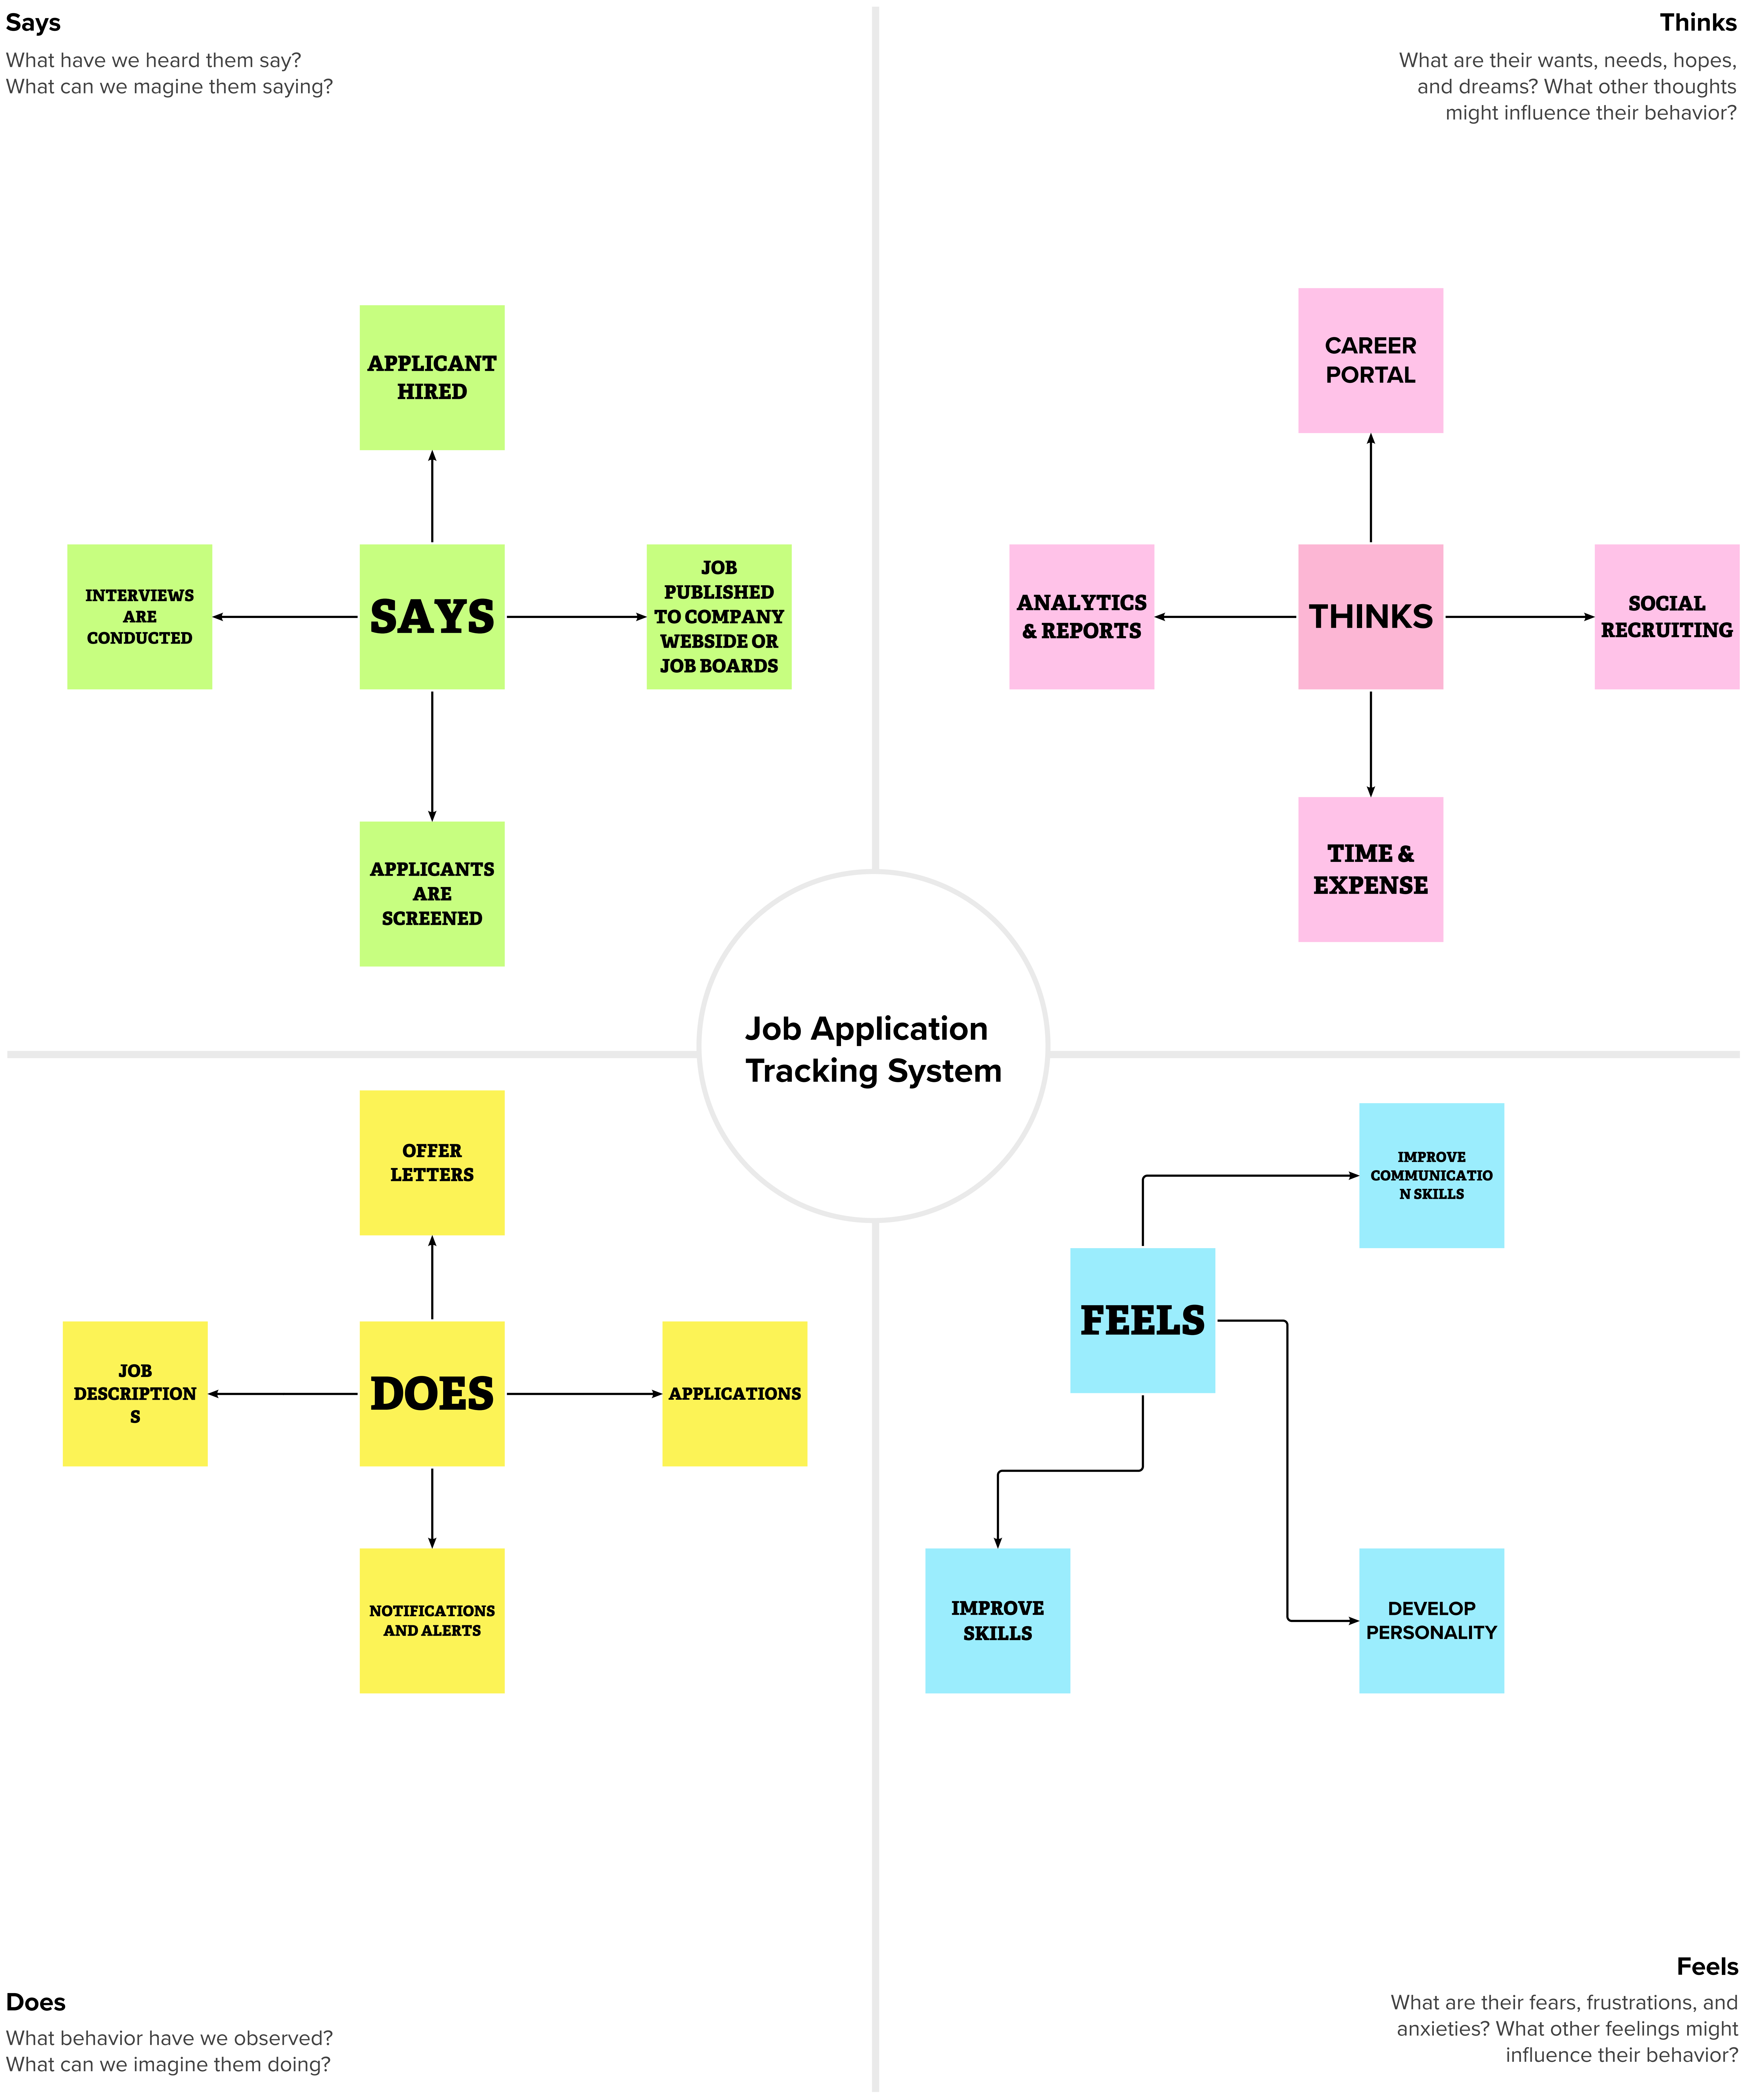 Says
What have we heard them say?
What can we magine them saying?
Thinks
What are their wants, needs, hopes,
and dreams? What other thoughts
might influence their behavior?
APPLICANT
HIRED
INTERVIEWS
ARE
CONDUCTED
SAYS
JOB
PUBLISHED
TO COMPANY
WEBSIDE OR
JOB BOARDS
APPLICANTS
ARE
SCREENED
CAREER
PORTAL
ANALYTICS
& REPORTS
THINKS
SOCIAL
RECRUITING
TIME &
EXPENSE
Job Application
Tracking System
OFFER
LETTERS
JOB
DESCRIPTION
S
DOES
APPLICATIONS
NOTIFICATIONS
AND ALERTS
IMPROVE
COMMUNICATIO
N SKILLS
FEELS
IMPROVE
SKILLS
DEVELOP
PERSONALITY
Does
What behavior have we observed?
What can we imagine them doing?
Feels
What are their fears, frustrations, and
anxieties? What other feelings might
influence their behavior?